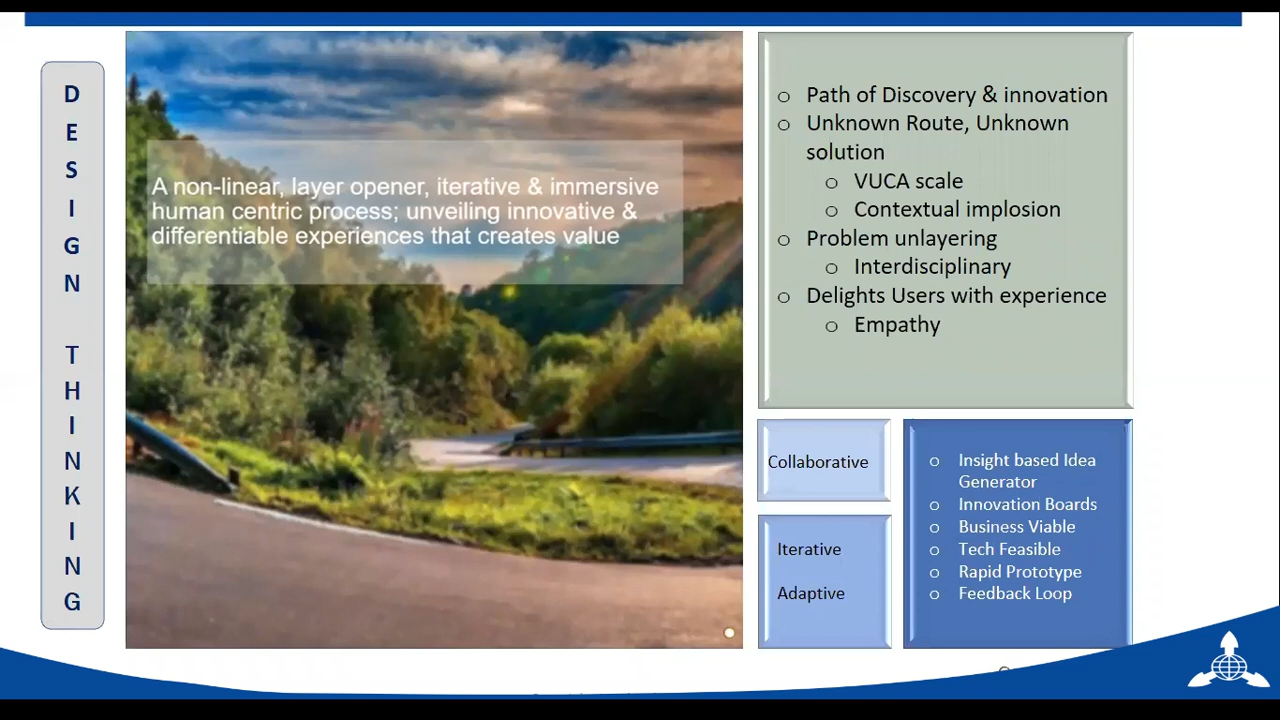 DESIGN THINKING
A non-linear, layer opener, iterative & immersive
human centric process; unveiling innovative &
differentiable experiences that creates value
o Path of Discovery & innovation
o Unknown Route, Unknown
solution
o VUCA scale
o Contextual implosion
o Problem unlayering
o Interdisciplinary
o Delights Users with experience
o Empathy
Collaborative
Iterative
Adaptive
o Insight based Idea
Generator
o Innovation Boards
o Business Viable
o Tech Feasible
o Rapid Prototype
o Feedback Loop